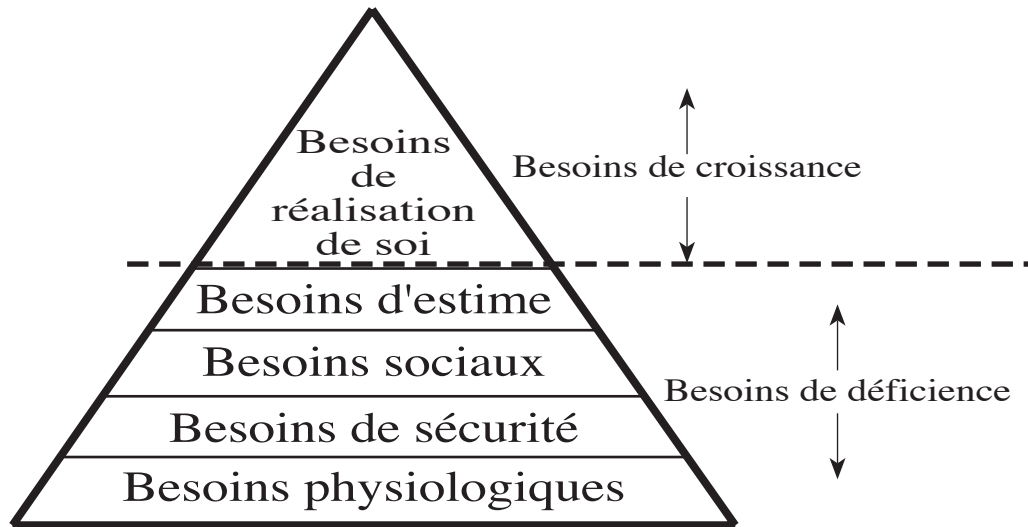 Besoins
de
réalisation
de soi
Besoins de croissance
Besoins d'estime
Besoins sociaux
Besoins de déficience
Besoins de sécurité
Besoins physiologiques